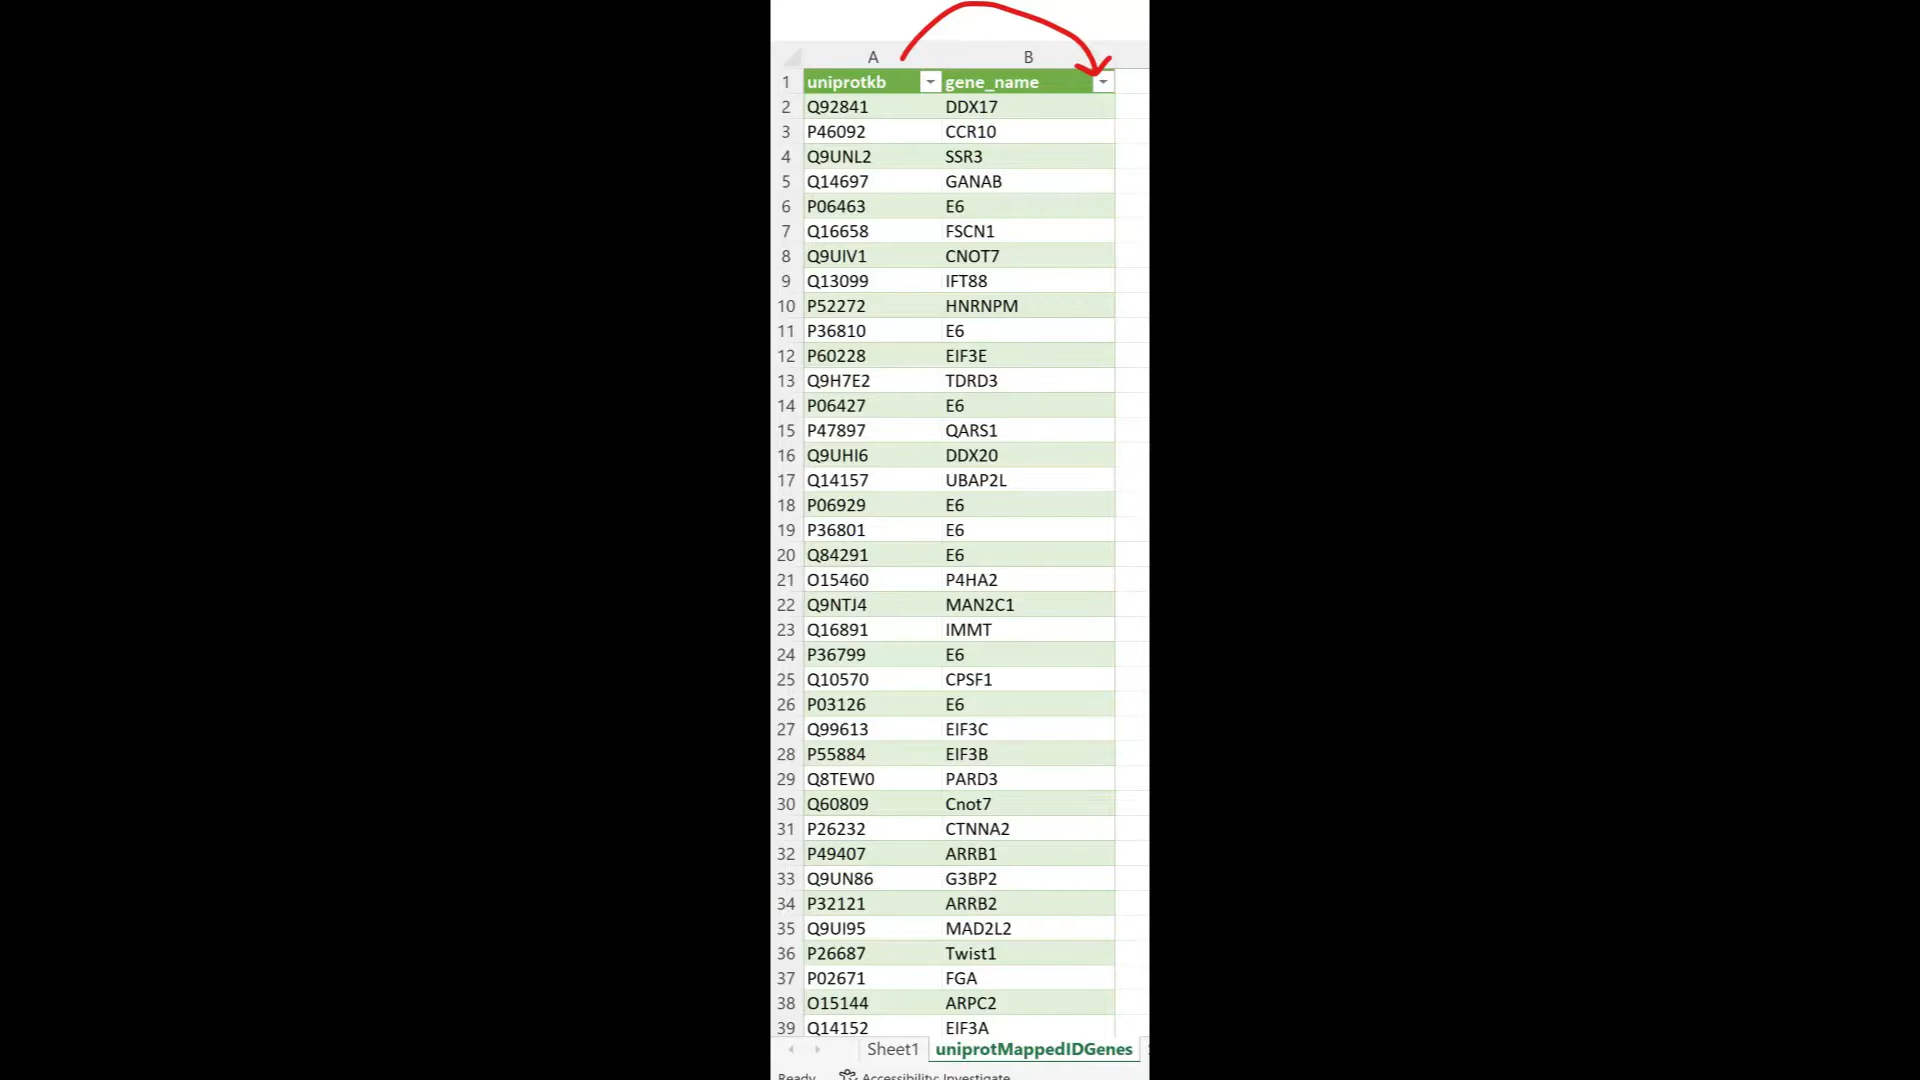 A B
1 uniprotkb gene_name
2 Q92841 DDX17
3 P46092 CCR10
4 Q9UNL2 SSR3
5 Q14697 GANAB
6 P06463 E6
7 Q16658 FSCN1
8 Q9UIV1 CNOT7
9 Q13099 IFT88
10 P52272 HNRNPM
11 P36810 E6
12 P60228 EIF3E
13 Q9H7E2 TDRD3
14 P06427 E6
15 P47897 QARS1
16 Q9UHI6 DDX20
17 Q14157 UBAP2L
18 P06929 E6
19 P36801 E6
20 Q84291 E6
21 O15460 P4HA2
22 Q9NTJ4 MAN2C1
23 Q16891 IMMT
24 P36799 E6
25 Q10570 CPSF1
26 P03126 E6
27 Q99613 EIF3C
28 P55884 EIF3B
29 Q8TEW0 PARD3
30 Q60809 Cnot7
31 P26232 CTNNA2
32 P49407 ARRB1
33 Q9UN86 G3BP2
34 P32121 ARRB2
35 Q9UI95 MAD2L2
36 P26687 Twist1
37 P02671 FGA
38 O15144 ARPC2
39 Q14152 EIF3A
Sheet1 uniprotMappedIDGenes
Ready Accessibility: Investigate